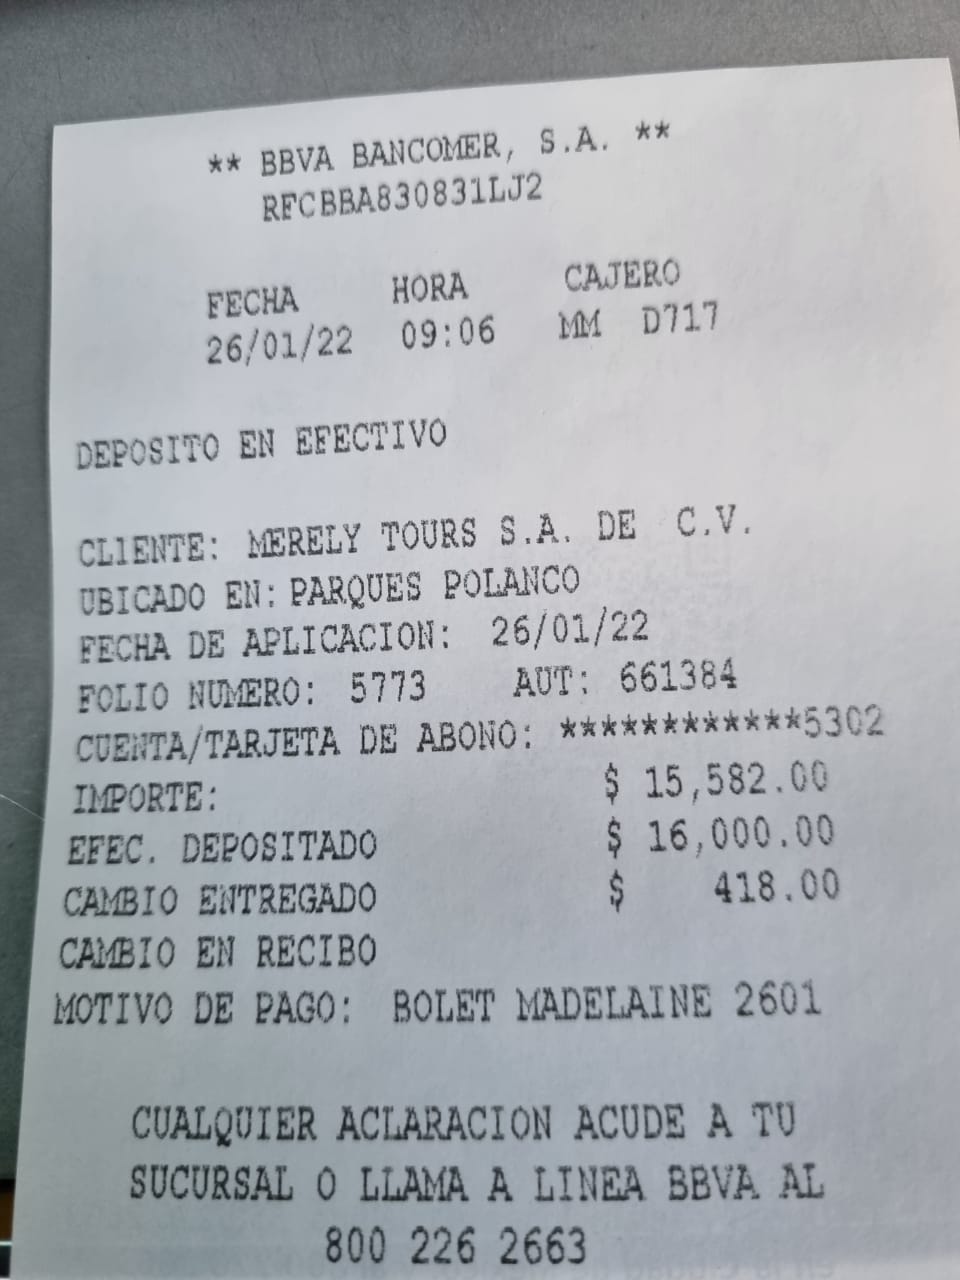 ** BBVA BANCOMER, S.A. **
RFCBBA830831LJ2
FECHA HORA CAJERO
26/01/22 09:06 MM D717
DEPOSITO EN EFECTIVO
CLIENTE: MERELY TOURS S.A. DE C.V.
UBICADO EN: PARQUES POLANCO
FECHA DE APLICACION: 26/01/22
FOLIO NUMERO: 5773 AUT: 661384
CUENTA/TARJETA DE ABONO: ************5302
IMPORTE: $ 15,582.00
EFEC. DEPOSITADO $ 16,000.00
CAMBIO ENTREGADO $ 418.00
CAMBIO EN RECIBO
MOTIVO DE PAGO: BOLET MADELAINE 2601
CUALQUIER ACLARACION ACUDE A TU
SUCURSAL O LLAMA A LINEA BBVA AL
800 226 2663